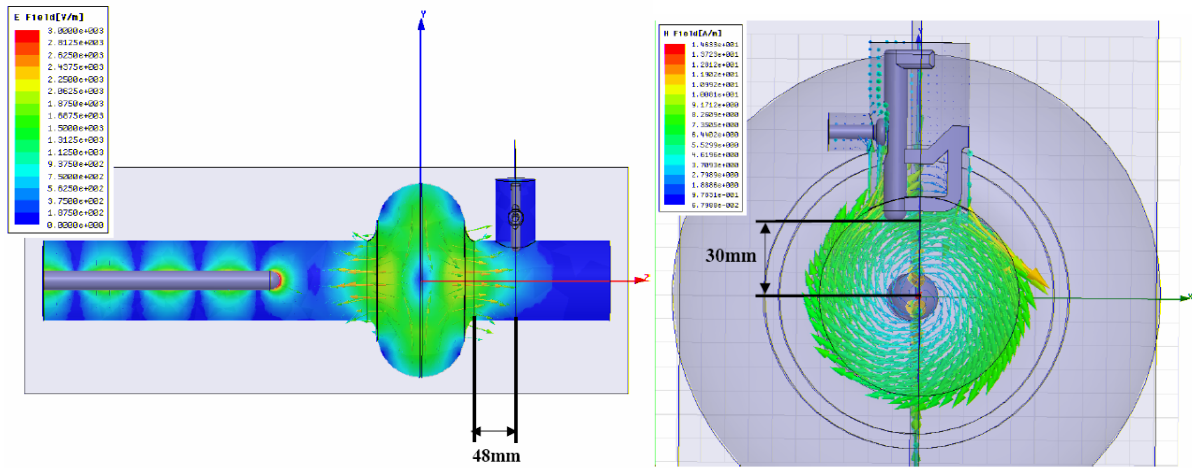 E Field[V/m]
3.0000e+003
2.8125e+003
2.6250e+003
2.4375e+003
2.2500e+003
2.0625e+003
1.8750e+003
1.6875e+003
1.5000e+003
1.3125e+003
1.1250e+003
9.3750e+002
7.5000e+002
5.6250e+002
3.7500e+002
1.8750e+002
0.0000e+000
Y
Z
48mm
H Field[A/m]
1.4633e+001
1.3723e+001
1.2812e+001
1.1902e+001
1.0992e+001
1.0081e+001
9.1712e+000
8.2609e+000
7.3505e+000
6.4402e+000
5.5299e+000
4.6196e+000
3.7093e+000
2.7989e+000
1.8886e+000
9.7831e-001
6.7988e-002
30mm